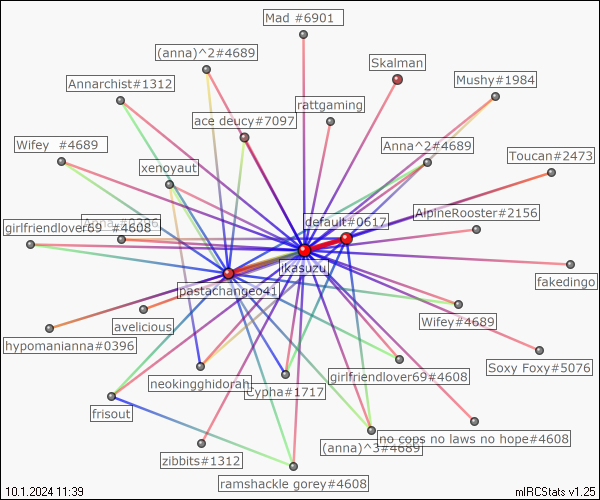 Mad #6901
(anna)^2#4689
Skalman
Annarchist#1312
Mushy#1984
rattgaming
ace deucy#7097
Wifey  #4689
Anna^2#4689
Toucan#2473
xenoyaut
AlpineRooster#2156
default#0617
Anna #0396
girlfriendlover69  #4608
ikasuzu
fakedingo
pastachangeo41
avelicious
Wifey#4689
hypomanianna#0396
Soxy Foxy#5076
girlfriendlover69#4608
neokingghidorah
Cypha#1717
frisout
no cops no laws no hope#4608
(anna)^3#4689
zibbits#1312
ramshackle gorey#4608
10.1.2024 11:39
mIRCStats v1.25